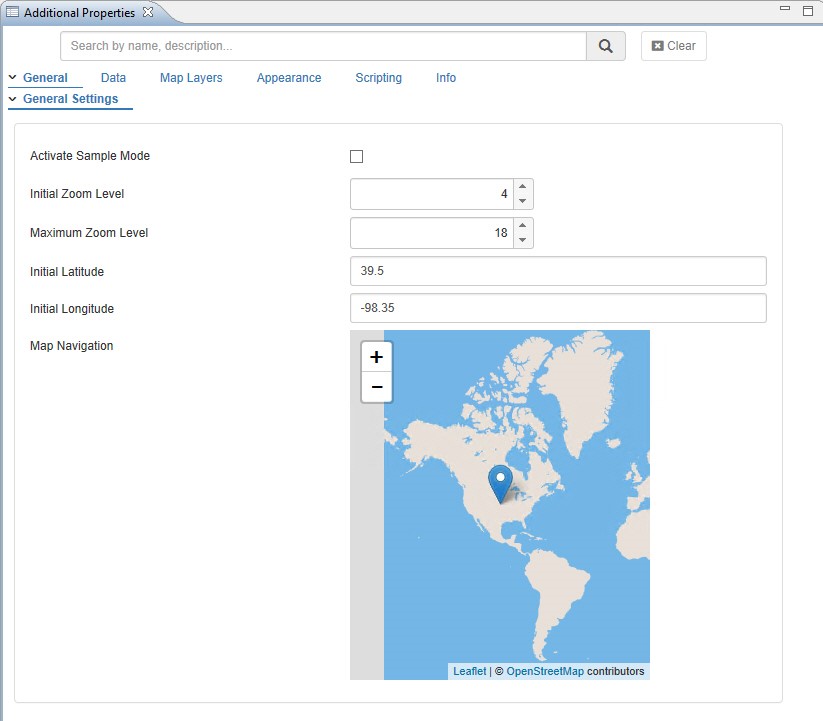 Additional Properties
Search by name, description...
Clear
General Data Map Layers Appearance Scripting Info
General Settings
Activate Sample Mode
Initial Zoom Level 4
Maximum Zoom Level 18
Initial Latitude 39.5
Initial Longitude -98.35
Map Navigation
+
−
Leaflet | © OpenStreetMap contributors